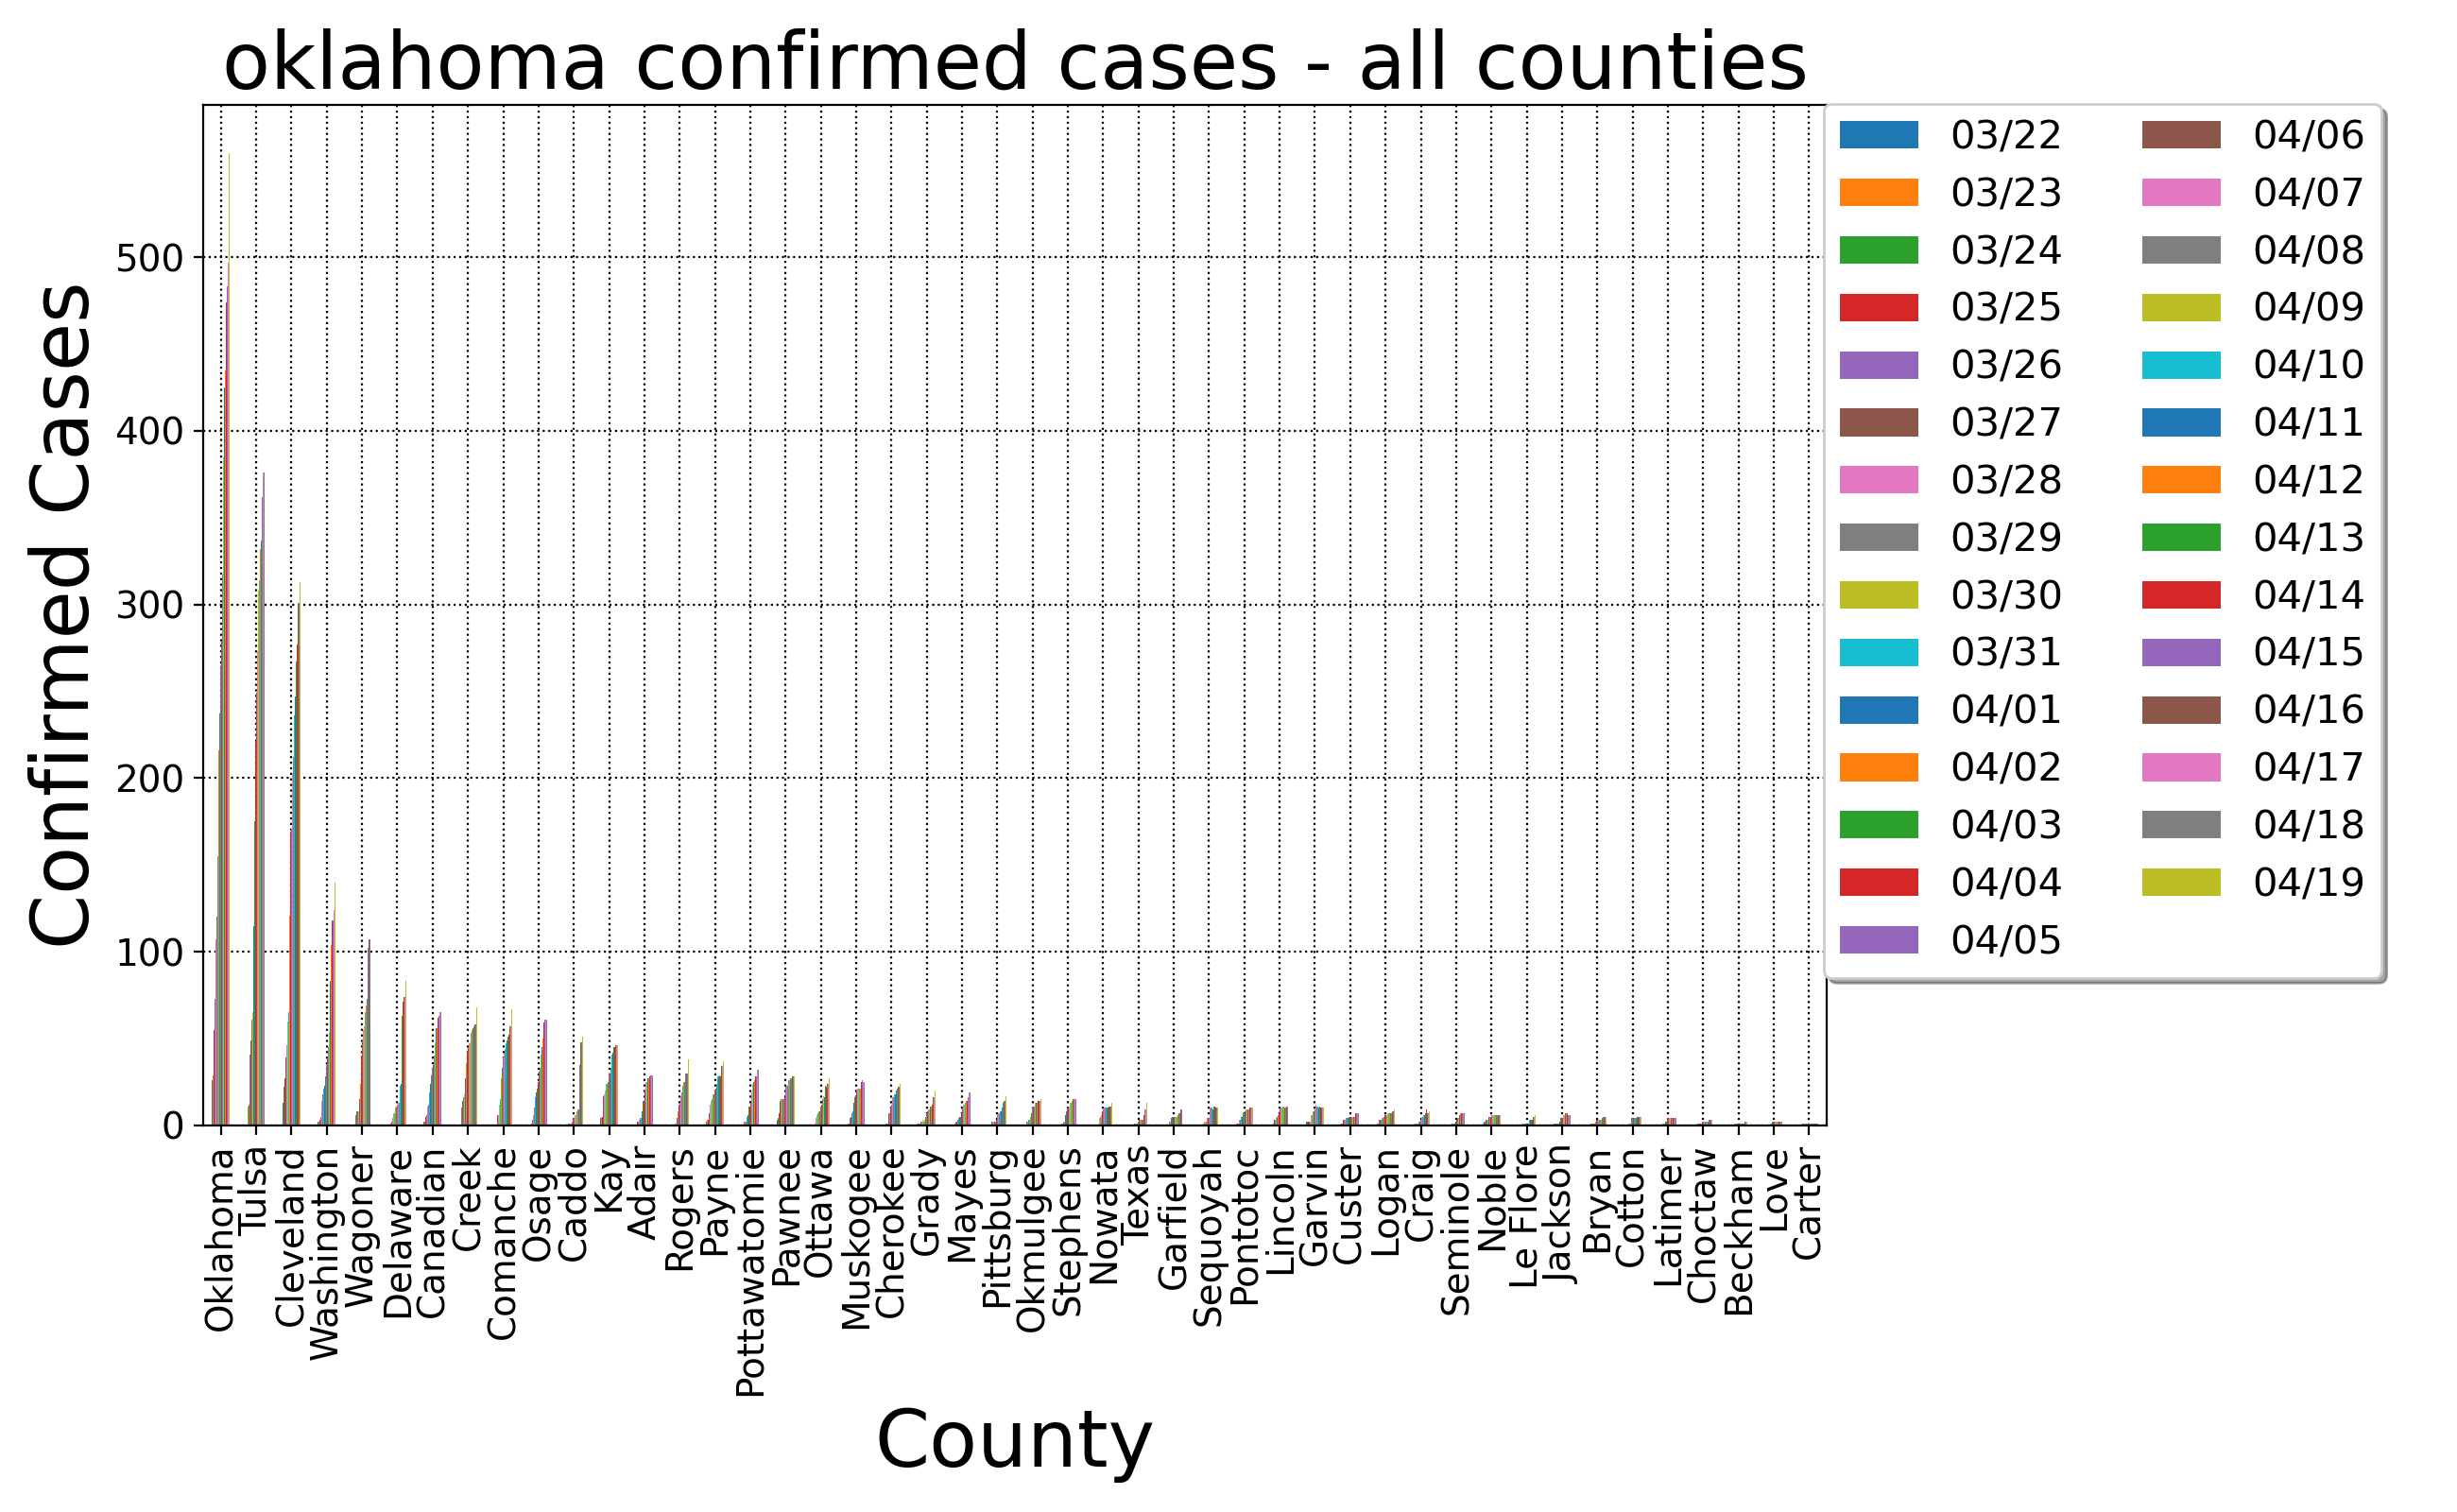 oklahoma confirmed cases - all counties
Confirmed Cases
500
400
300
200
100
0
Oklahoma
Tulsa
Cleveland
Washington
Wagoner
Delaware
Canadian
Creek
Comanche
Osage
Caddo
Kay
Adair
Rogers
Payne
Pottawatomie
Pawnee
Ottawa
Muskogee
Cherokee
Grady
Mayes
Pittsburg
Okmulgee
Stephens
Nowata
Texas
Garfield
Sequoyah
Pontotoc
Lincoln
Garvin
Custer
Logan
Craig
Seminole
Noble
Le Flore
Jackson
Bryan
Cotton
Latimer
Choctaw
Beckham
Love
Carter
County
03/22
03/23
03/24
03/25
03/26
03/27
03/28
03/29
03/30
03/31
04/01
04/02
04/03
04/04
04/05
04/06
04/07
04/08
04/09
04/10
04/11
04/12
04/13
04/14
04/15
04/16
04/17
04/18
04/19